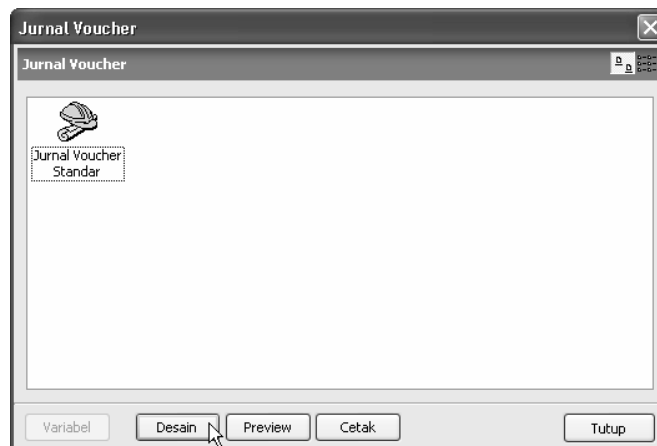 Jurnal Voucher
Jurnal Voucher
Jurnal Voucher
Standar
Variabel Desain Preview Cetak Tutup